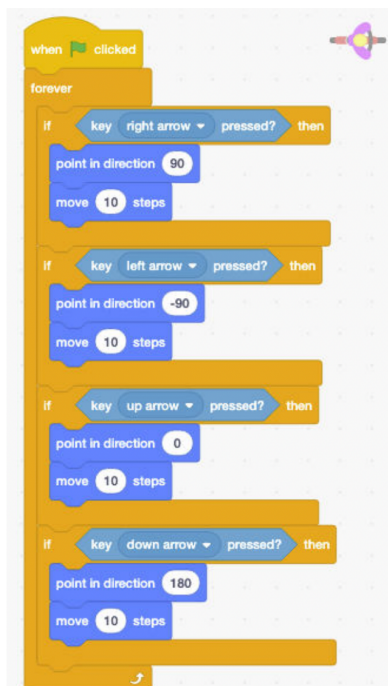 when clicked
forever
if key right arrow pressed? then
point in direction 90
move 10 steps
if key left arrow pressed? then
point in direction -90
move 10 steps
if key up arrow pressed? then
point in direction 0
move 10 steps
if key down arrow pressed? then
point in direction 180
move 10 steps